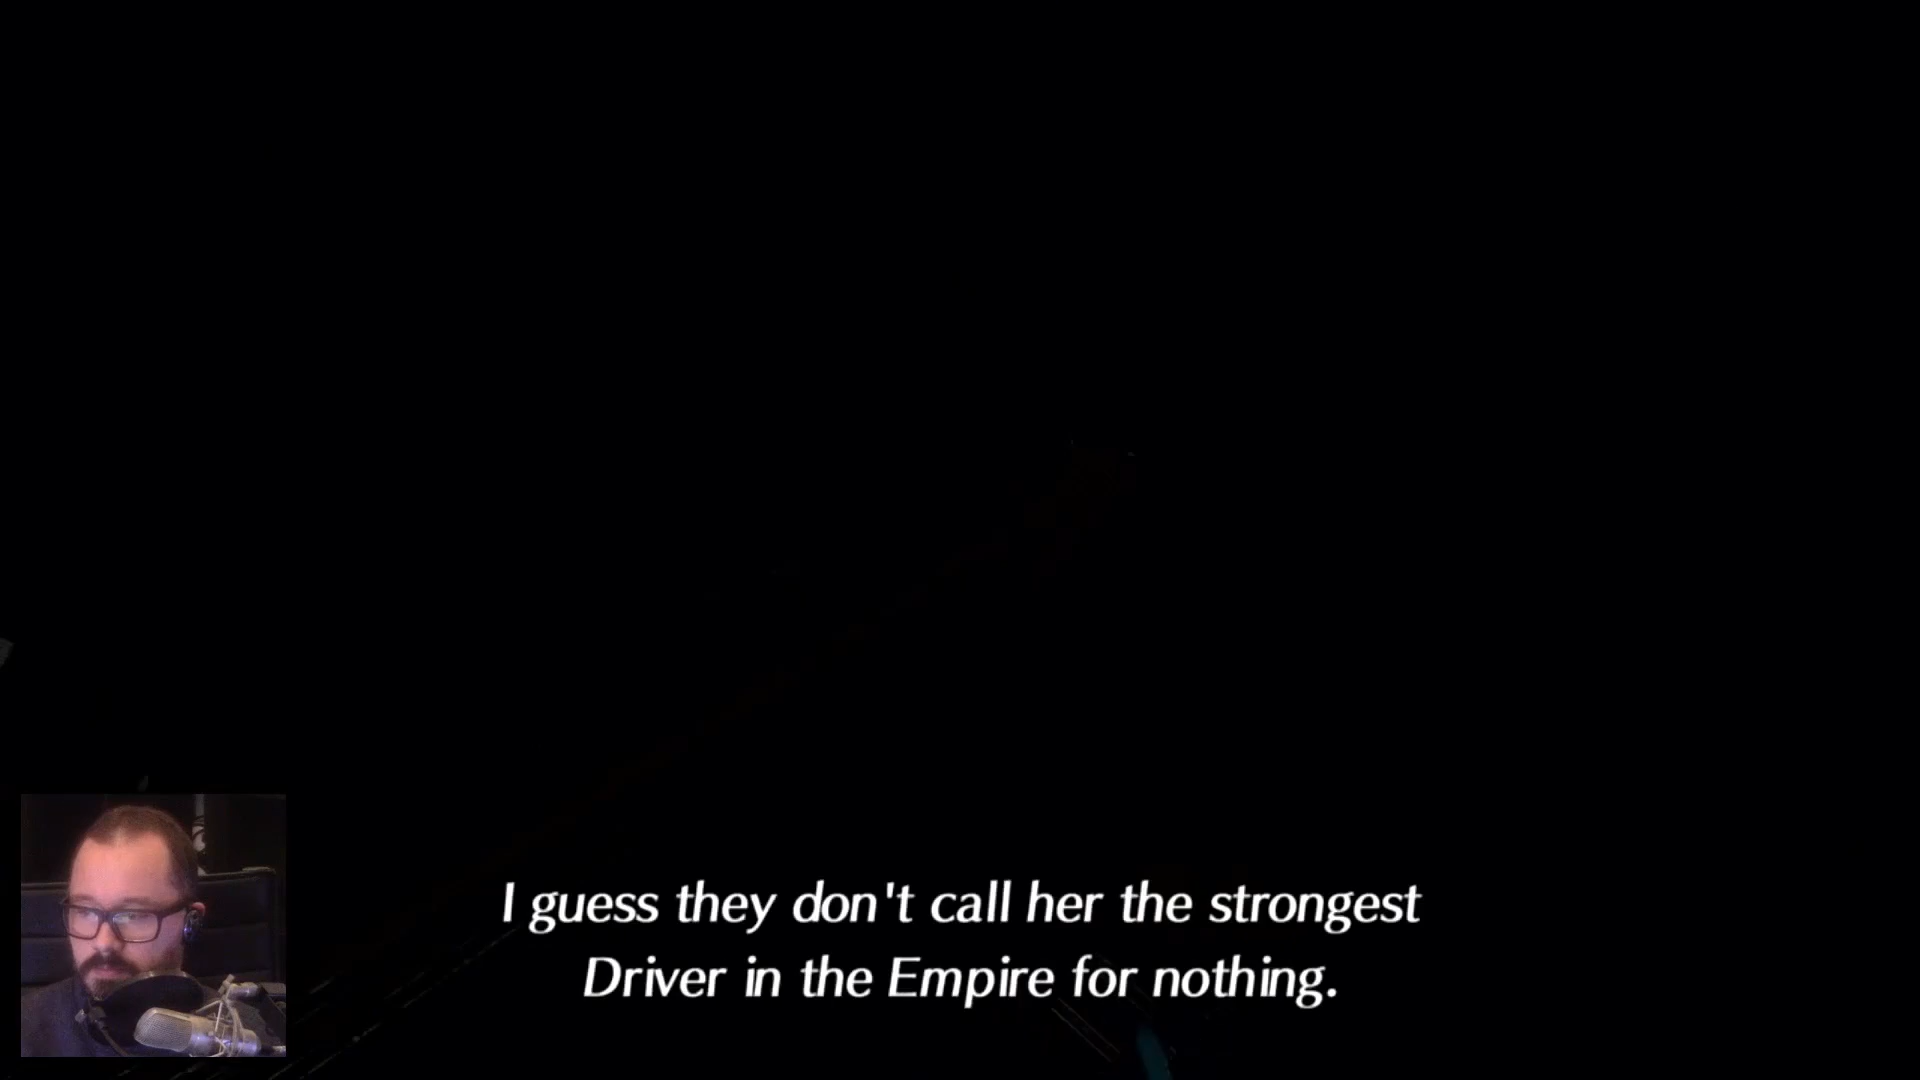 I guess they don't call her the strongest
Driver in the Empire for nothing.